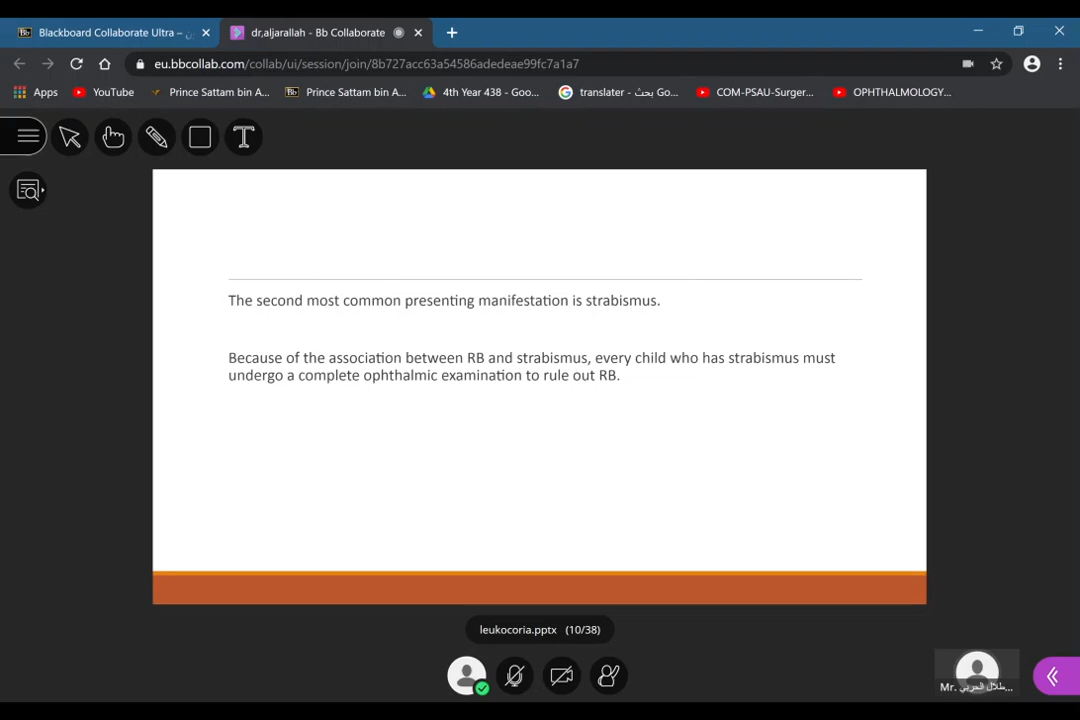 Blackboard Collaborate Ultra –
dr,aljarallah - Bb Collaborate
eu.bbcollab.com/collab/ui/session/join/8b727acc63a54586adedeae99fc7a1a7
Apps
YouTube
Prince Sattam bin A...
Prince Sattam bin A...
4th Year 438 - Goo...
translater - بحث Go...
COM-PSAU-Surger...
OPHTHALMOLOGY...
The second most common presenting manifestation is strabismus.
Because of the association between RB and strabismus, every child who has strabismus must
undergo a complete ophthalmic examination to rule out RB.
leukocoria.pptx (10/38)
Mr. طلال الحربي...